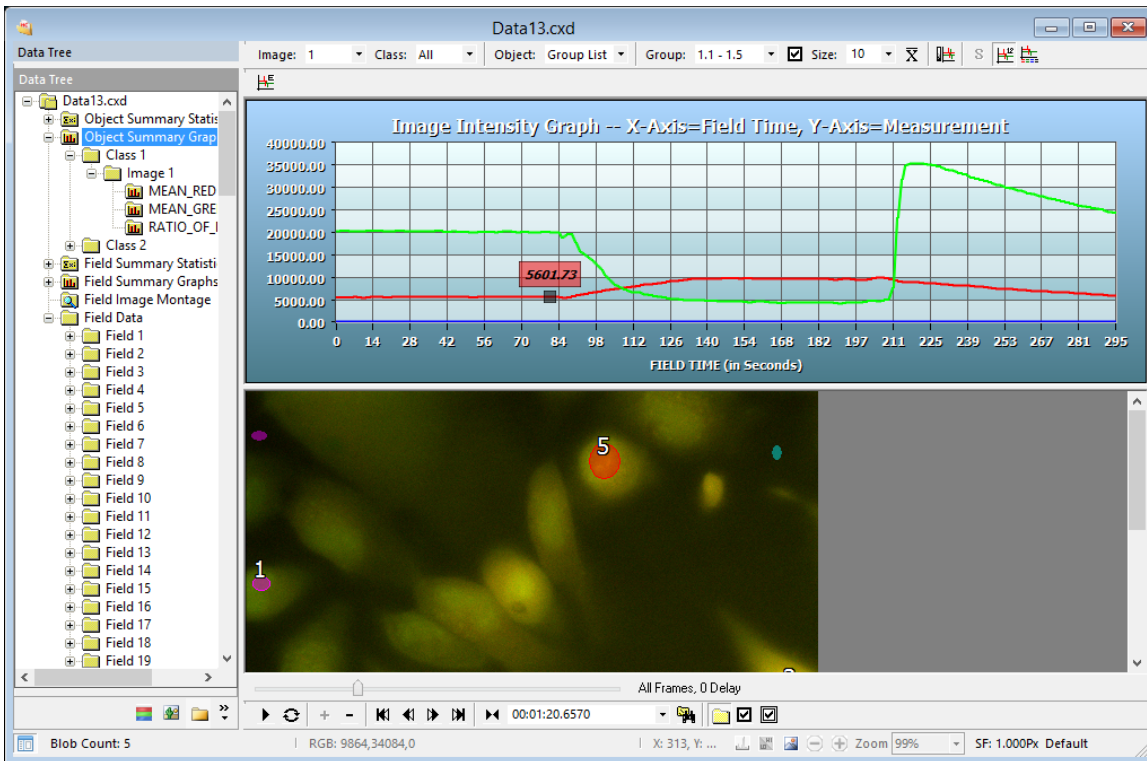 Data13.cxd
Data Tree
Image: 1 Class: All Object: Group List Group: 1.1 - 1.5 Size: 10 X S
Data Tree
Data13.cxd
Object Summary Statis
Object Summary Grap
Class 1
Image 1
MEAN_RED
MEAN_GRE
RATIO_OF_I
Class 2
Field Summary Statisti
Field Summary Graphs
Field Image Montage
Field Data
Field 1
Field 2
Field 3
Field 4
Field 5
Field 6
Field 7
Field 8
Field 9
Field 10
Field 11
Field 12
Field 13
Field 14
Field 15
Field 16
Field 17
Field 18
Field 19
Image Intensity Graph -- X-Axis=Field Time, Y-Axis=Measurement
40000.00
35000.00
30000.00
25000.00
20000.00
15000.00
10000.00
5000.00
0.00
5601.73
0 14 28 42 56 70 84 98 112 126 140 154 168 182 197 211 225 239 253 267 281 295
FIELD TIME (in Seconds)
5
1
All Frames, 0 Delay
00:01:20.6570
Blob Count: 5 RGB: 9864,34084,0 X: 313, Y: ... Zoom 99% SF: 1.000Px Default